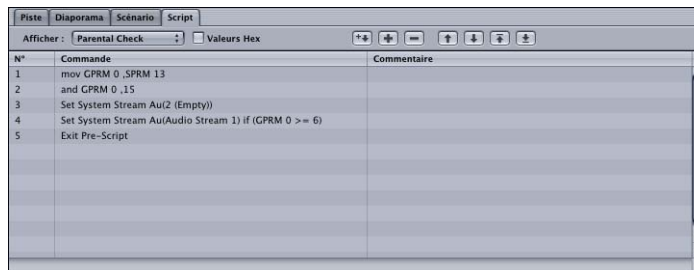 Piste Diaporama Scénario Script
Afficher : Parental Check Valeurs Hex
N° Commande Commentaire
1 mov GPRM 0 ,SPRM 13
2 and GPRM 0 ,15
3 Set System Stream Au(2 (Empty))
4 Set System Stream Au(Audio Stream 1) if (GPRM 0 >= 6)
5 Exit Pre-Script